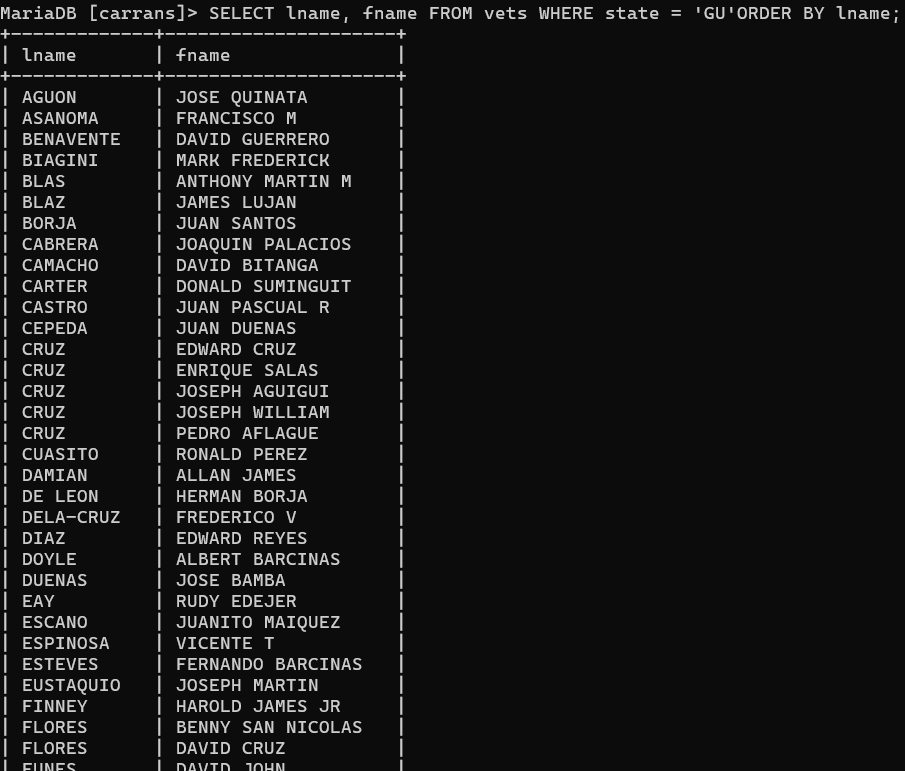 MariaDB [carrans]> SELECT lname, fname FROM vets WHERE state = 'GU'ORDER BY lname;
+-------------+---------------------+
| lname       | fname               |
+-------------+---------------------+
| AGUON       | JOSE QUINATA        |
| ASANOMA     | FRANCISCO M         |
| BENAVENTE   | DAVID GUERRERO      |
| BIAGINI     | MARK FREDERICK      |
| BLAS        | ANTHONY MARTIN M    |
| BLAZ        | JAMES LUJAN         |
| BORJA       | JUAN SANTOS         |
| CABRERA     | JOAQUIN PALACIOS    |
| CAMACHO     | DAVID BITANGA       |
| CARTER      | DONALD SUMINGUIT    |
| CASTRO      | JUAN PASCUAL R      |
| CEPEDA      | JUAN DUENAS         |
| CRUZ        | EDWARD CRUZ         |
| CRUZ        | ENRIQUE SALAS       |
| CRUZ        | JOSEPH AGUIGUI      |
| CRUZ        | JOSEPH WILLIAM      |
| CRUZ        | PEDRO AFLAGUE       |
| CUASITO     | RONALD PEREZ        |
| DAMIAN      | ALLAN JAMES         |
| DE LEON     | HERMAN BORJA        |
| DELA-CRUZ   | FREDERICO V         |
| DIAZ        | EDWARD REYES        |
| DOYLE       | ALBERT BARCINAS     |
| DUENAS      | JOSE BAMBA          |
| EAY         | RUDY EDEJER         |
| ESCANO      | JUANITO MAIQUEZ     |
| ESPINOSA    | VICENTE T           |
| ESTEVES     | FERNANDO BARCINAS   |
| EUSTAQUIO   | JOSEPH MARTIN       |
| FINNEY      | HAROLD JAMES JR     |
| FLORES      | BENNY SAN NICOLAS   |
| FLORES      | DAVID CRUZ          |
| FUNES       | DAVID JOHN          |